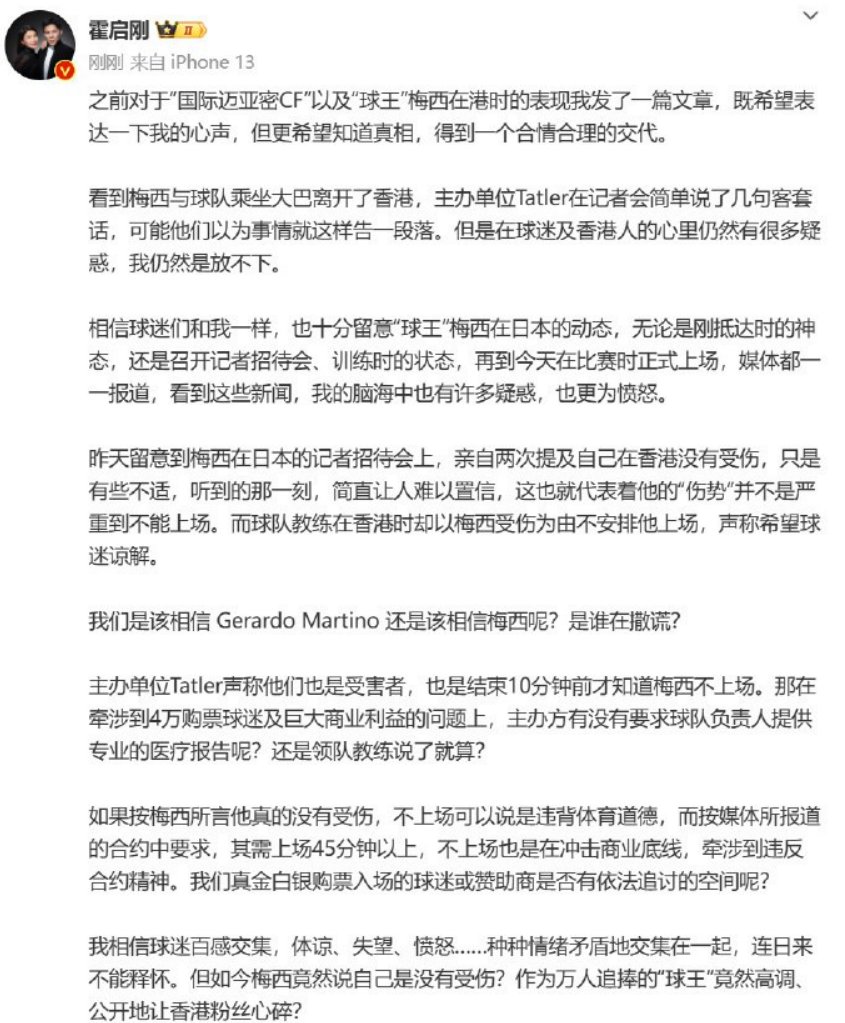 霍启刚 II
刚刚 来自 iPhone 13
之前对于“国际迈亚密CF”以及“球王”梅西在港时的表现我发了一篇文章，既希望表
达一下我的心声，但更希望知道真相，得到一个合情合理的交代。
看到梅西与球队乘坐大巴离开了香港，主办单位Tatler在记者会简单说了几句客套
话，可能他们以为事情就这样告一段落。但是在球迷及香港人的心里仍然有很多疑
惑，我仍然是放不下。
相信球迷们和我一样，也十分留意“球王”梅西在日本的动态，无论是刚抵达时的神
态，还是召开记者招待会、训练时的状态，再到今天在比赛时正式上场，媒体都一
一报道，看到这些新闻，我的脑海中也有许多疑惑，也更为愤怒。
昨天留意到梅西在日本的记者招待会上，亲自两次提及自己在香港没有受伤，只是
有些不适，听到的那一刻，简直让人难以置信，这也就代表着他的“伤势”并不是严
重到不能上场。而球队教练在香港时却以梅西受伤为由不安排他上场，声称希望球
迷谅解。
我们是该相信 Gerardo Martino 还是该相信梅西呢？是谁在撒谎？
主办单位Tatler声称他们也是受害者，也是结束10分钟前才知道梅西不上场。那在
牵涉到4万购票球迷及巨大商业利益的问题上，主办方有没有要求球队负责人提供
专业的医疗报告呢？还是领队教练说了就算？
如果按梅西所言他真的没有受伤，不上场可以说是违背体育道德，而按媒体所报道
的合约中要求，其需上场45分钟以上，不上场也是在冲击商业底线，牵涉到违反
合约精神。我们真金白银购票入场的球迷或赞助商是否有依法追讨的空间呢？
我相信球迷百感交集，体谅、失望、愤怒......种种情绪矛盾地交集在一起，连日来
不能释怀。但如今梅西竟然说自己是没有受伤？作为万人追捧的“球王”竟然高调、
公开地让香港粉丝心碎？